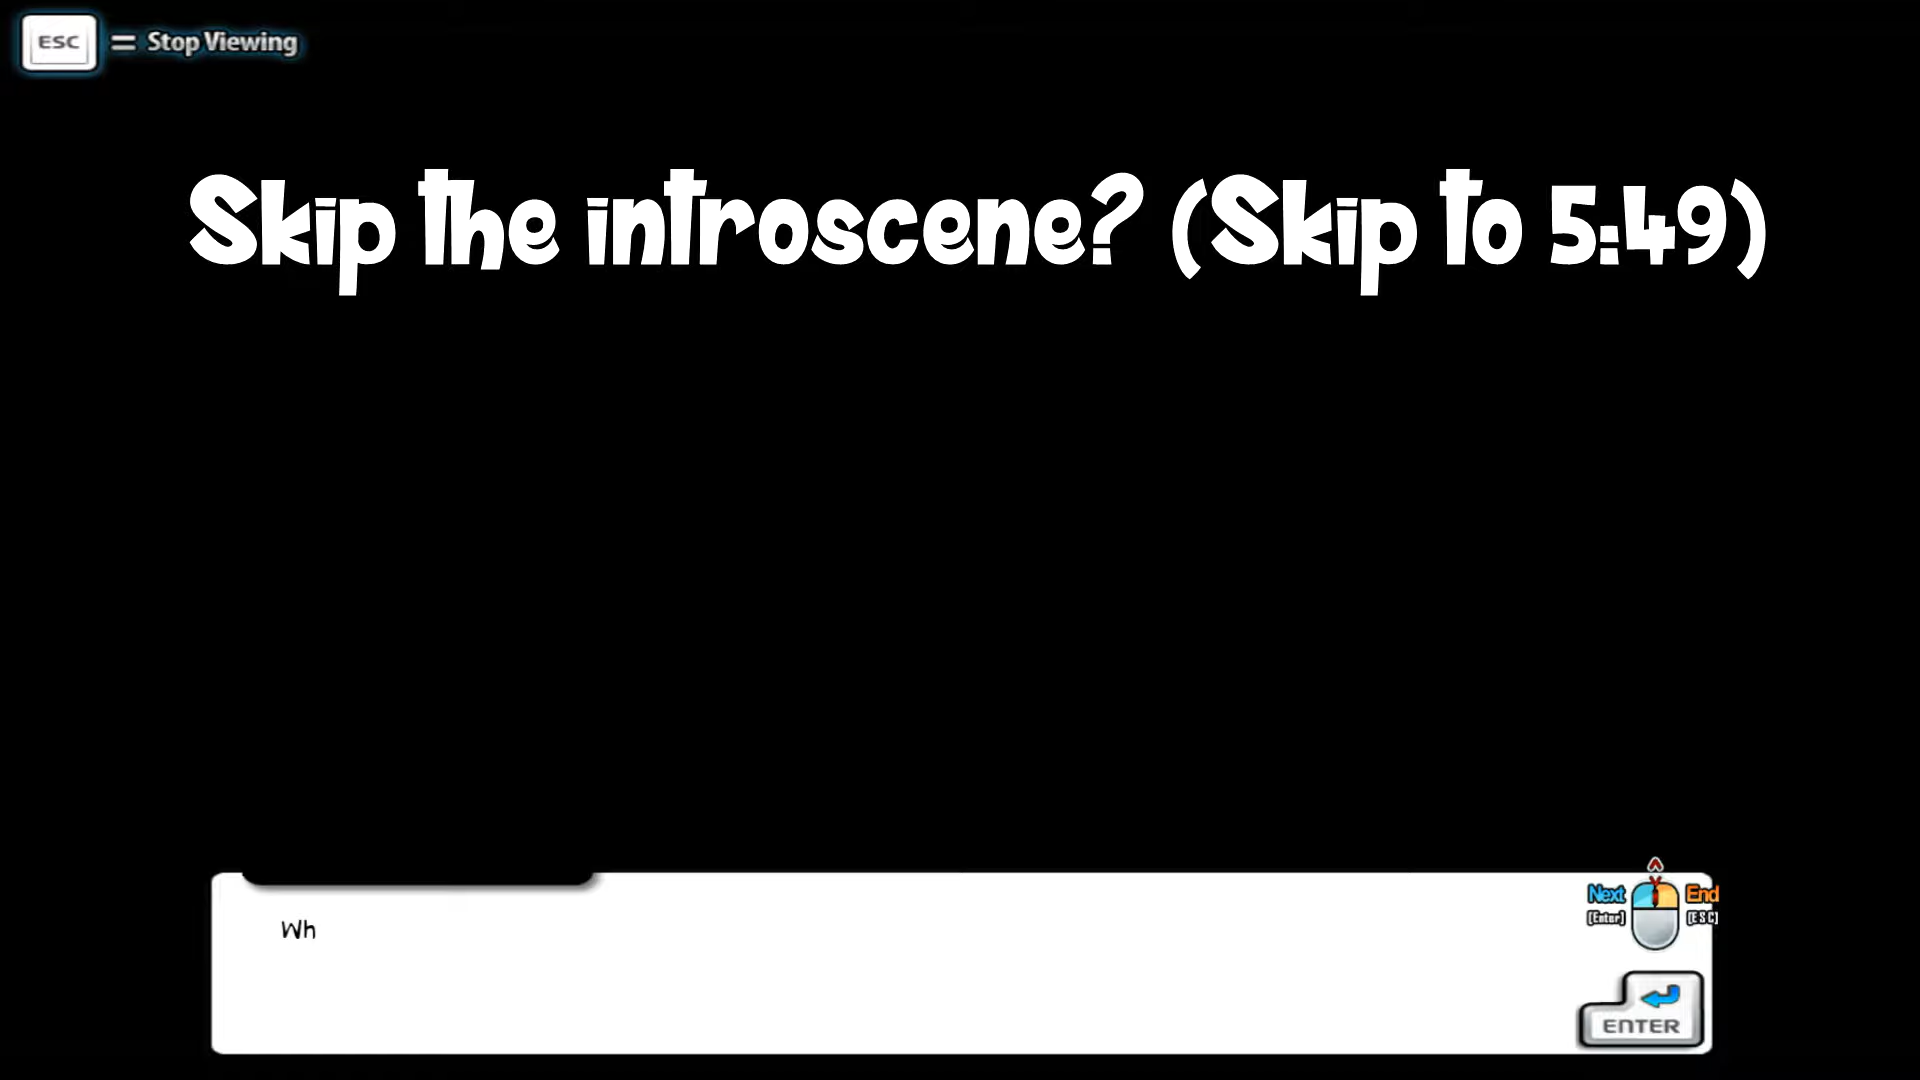 ESC = Stop Viewing
Skip the introscene? (Skip to 5:49)
Wh
Next End
[Enter] [ESC]
ENTER